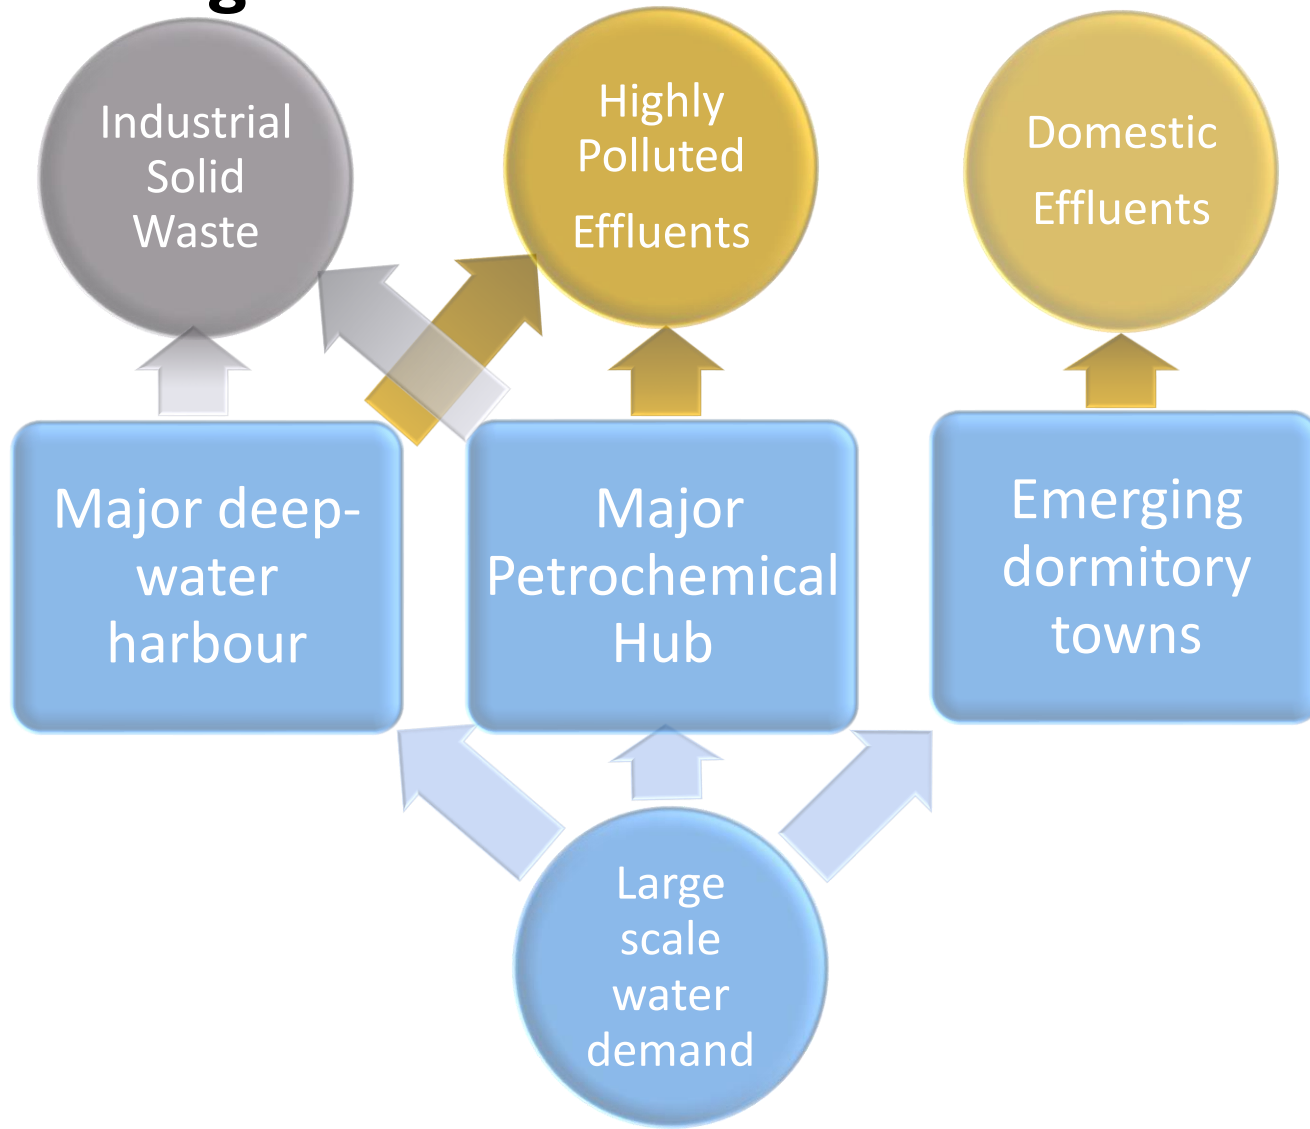 Industrial
Solid
Waste
Highly
Polluted
Effluents
Domestic
Effluents
Major deep-
water
harbour
Major
Petrochemical
Hub
Emerging
dormitory
towns
Large
scale
water
demand